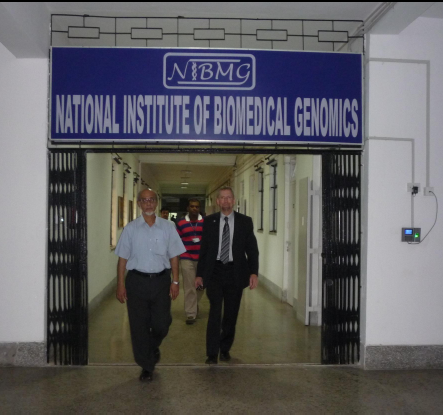 NIBMG
NATIONAL INSTITUTE OF BIOMEDICAL GENOMICS